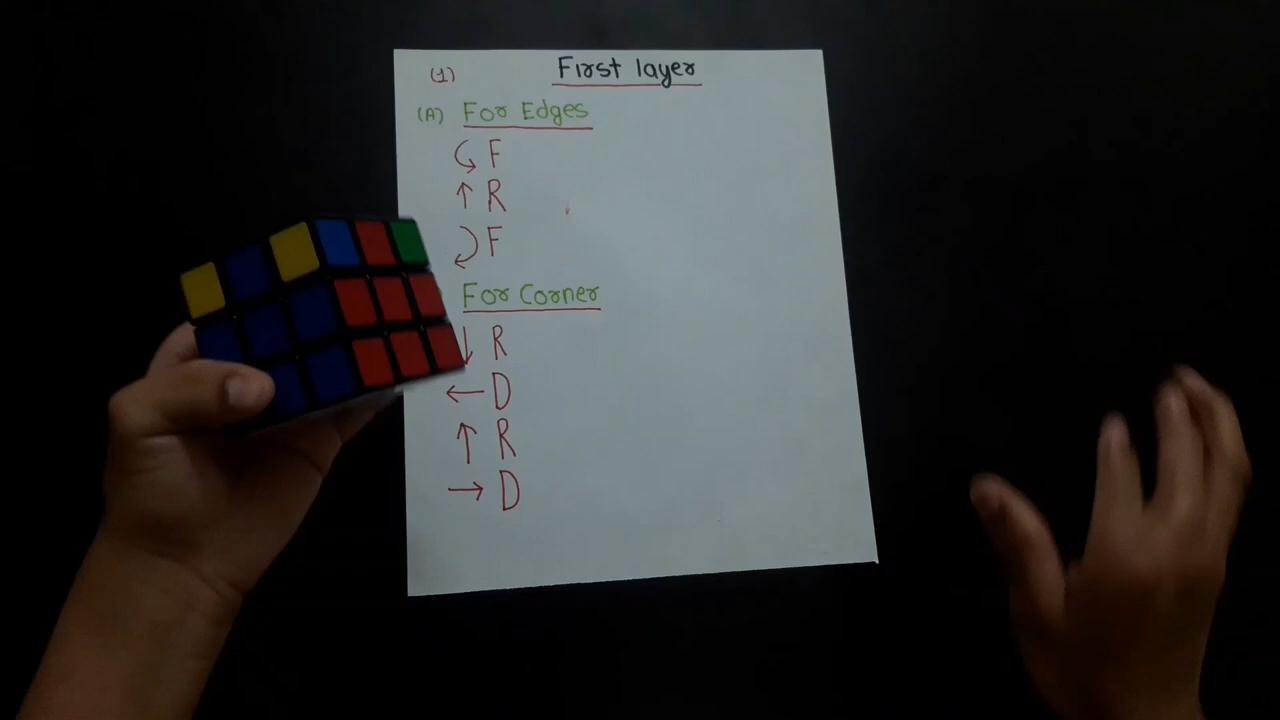 (1) First layer
(A) For Edges
⤹ F
↑ R
⤸ F
For Corner
↓ R
← D
↑ R
→ D